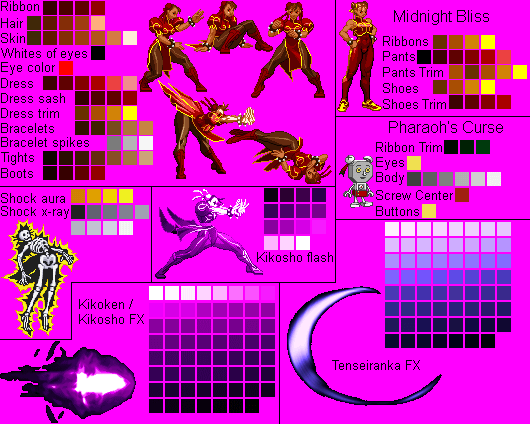 Ribbon
Hair
Skin
Whites of eyes
Eye color
Dress
Dress sash
Dress trim
Bracelets
Bracelet spikes
Tights
Boots
Midnight Bliss
Ribbons
Pants
Pants Trim
Shoes
Shoes Trim
Pharaoh's Curse
Ribbon Trim
Eyes
Body
Screw Center
Buttons
Shock aura
Shock x-ray
Kikosho flash
Kikoken /
Kikosho FX
Tenseiranka FX